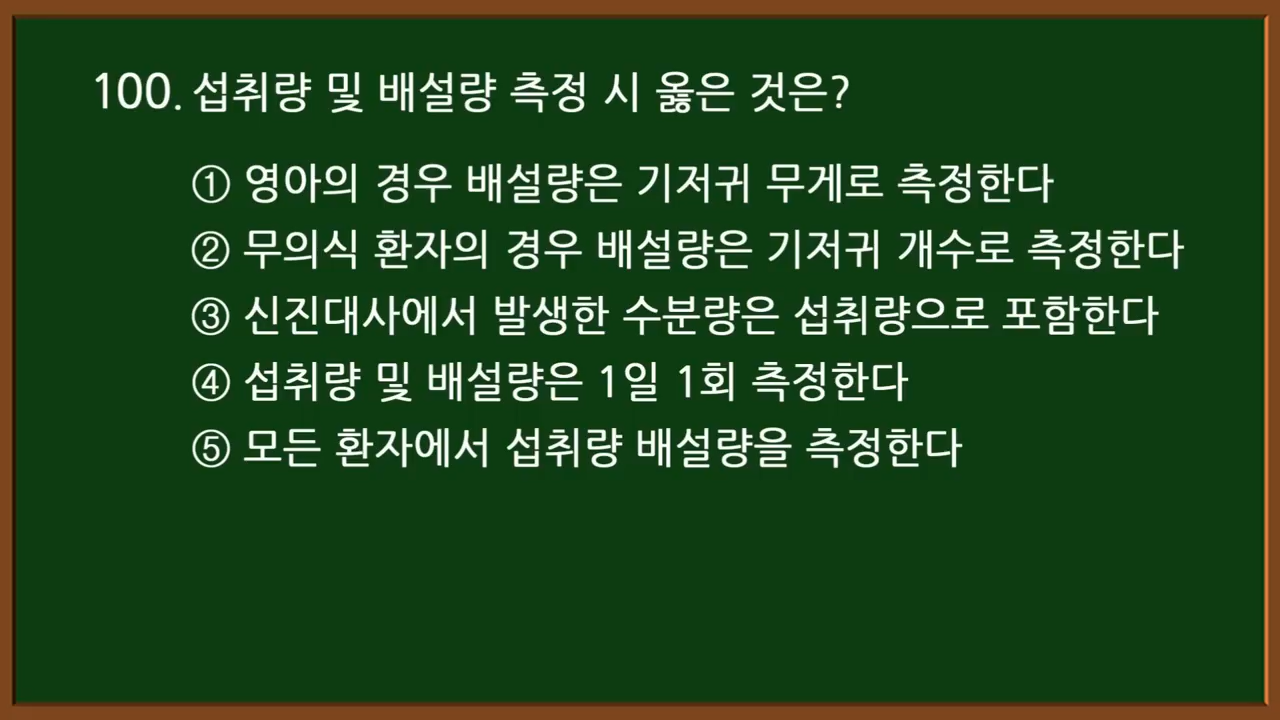 100. 섭취량 및 배설량 측정 시 옳은 것은?
① 영아의 경우 배설량은 기저귀 무게로 측정한다
② 무의식 환자의 경우 배설량은 기저귀 개수로 측정한다
③ 신진대사에서 발생한 수분량은 섭취량으로 포함한다
④ 섭취량 및 배설량은 1일 1회 측정한다
⑤ 모든 환자에서 섭취량 배설량을 측정한다